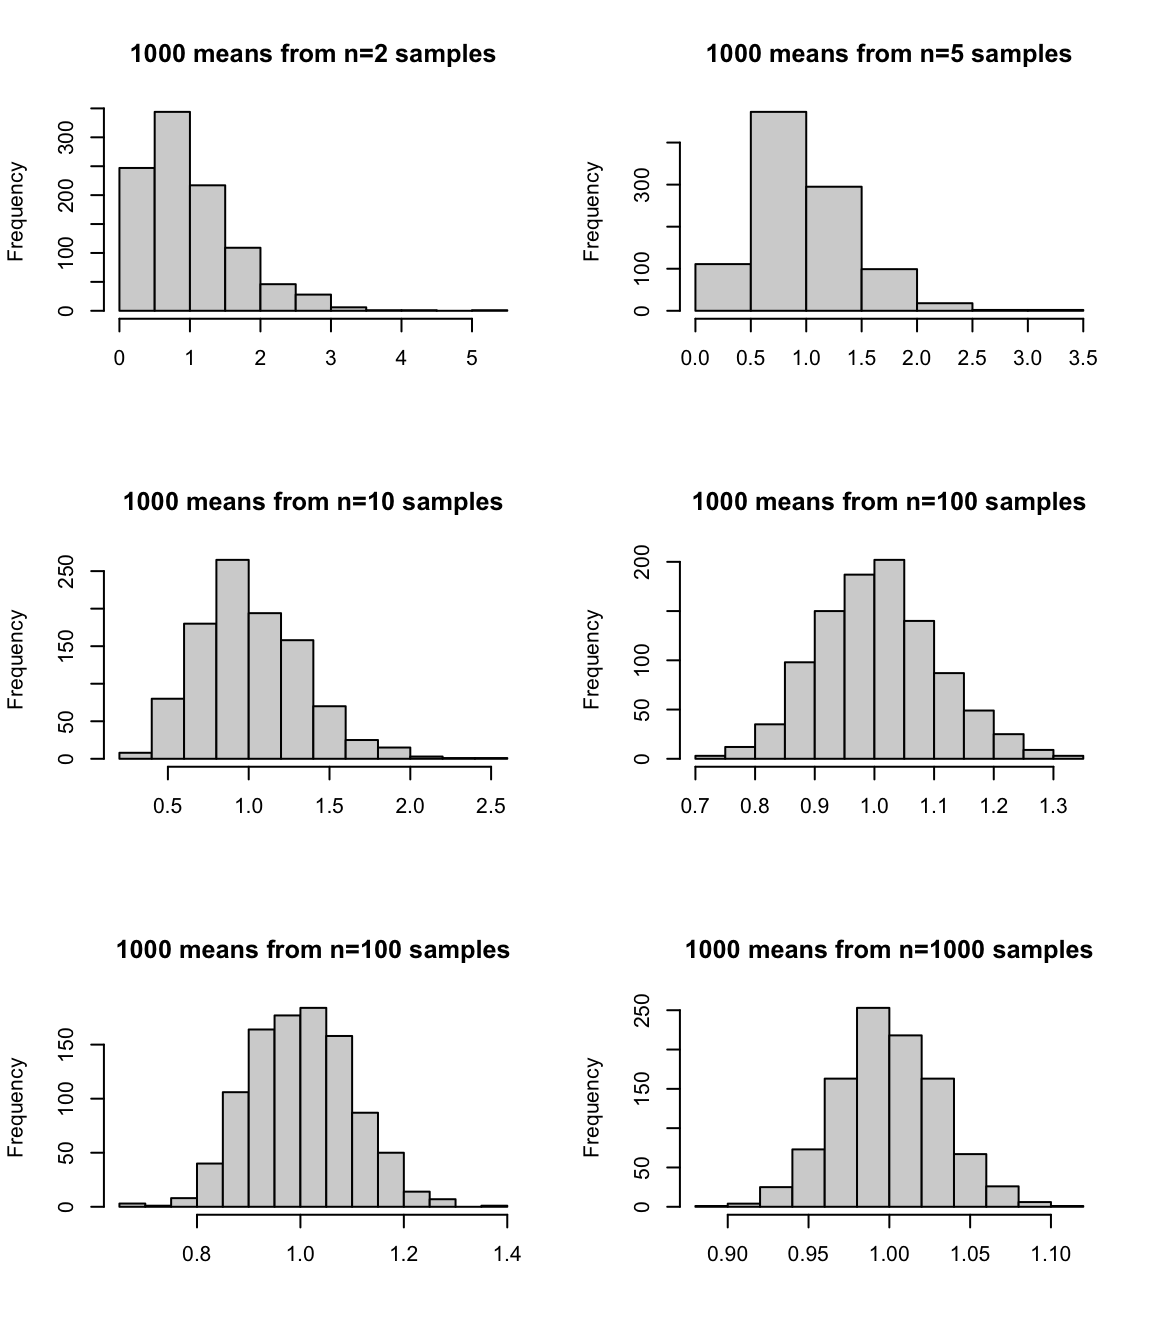 1000 means from n=2 samples
Frequency
0 100 200 300
0 1 2 3 4 5
1000 means from n=5 samples
Frequency
0 100 300
0.0 0.5 1.0 1.5 2.0 2.5 3.0 3.5
1000 means from n=10 samples
Frequency
0 50 150 250
0.5 1.0 1.5 2.0 2.5
1000 means from n=100 samples
Frequency
0 50 100 200
0.7 0.8 0.9 1.0 1.1 1.2 1.3
1000 means from n=100 samples
Frequency
0 50 100 150
0.8 1.0 1.2 1.4
1000 means from n=1000 samples
Frequency
0 50 150 250
0.90 0.95 1.00 1.05 1.10